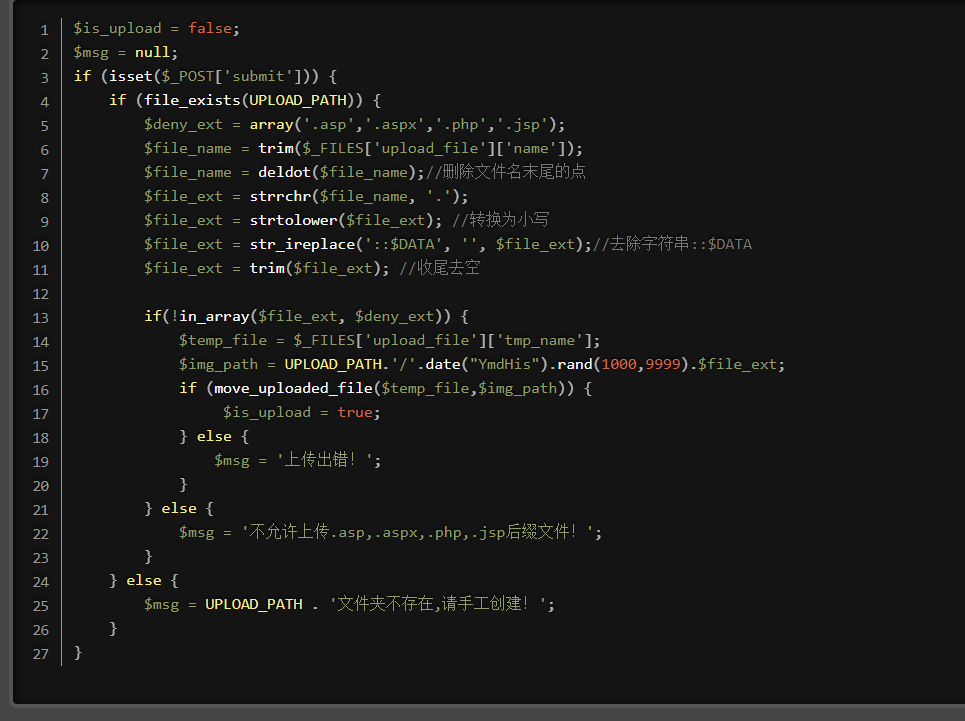 1 $is_upload = false;
2 $msg = null;
3 if (isset($_POST['submit'])) {
4     if (file_exists(UPLOAD_PATH)) {
5         $deny_ext = array('.asp','.aspx','.php','.jsp');
6         $file_name = trim($_FILES['upload_file']['name']);
7         $file_name = deldot($file_name);//删除文件名末尾的点
8         $file_ext = strrchr($file_name, '.');
9         $file_ext = strtolower($file_ext); //转换为小写
10         $file_ext = str_ireplace('::$DATA', '', $file_ext);//去除字符串::$DATA
11         $file_ext = trim($file_ext); //收尾去空
12
13         if(!in_array($file_ext, $deny_ext)) {
14             $temp_file = $_FILES['upload_file']['tmp_name'];
15             $img_path = UPLOAD_PATH.'/'.date("YmdHis").rand(1000,9999).$file_ext;
16             if (move_uploaded_file($temp_file,$img_path)) {
17                  $is_upload = true;
18             } else {
19                 $msg = '上传出错！';
20             }
21         } else {
22             $msg = '不允许上传.asp,.aspx,.php,.jsp后缀文件！';
23         }
24     } else {
25         $msg = UPLOAD_PATH . '文件夹不存在,请手工创建！';
26     }
27 }